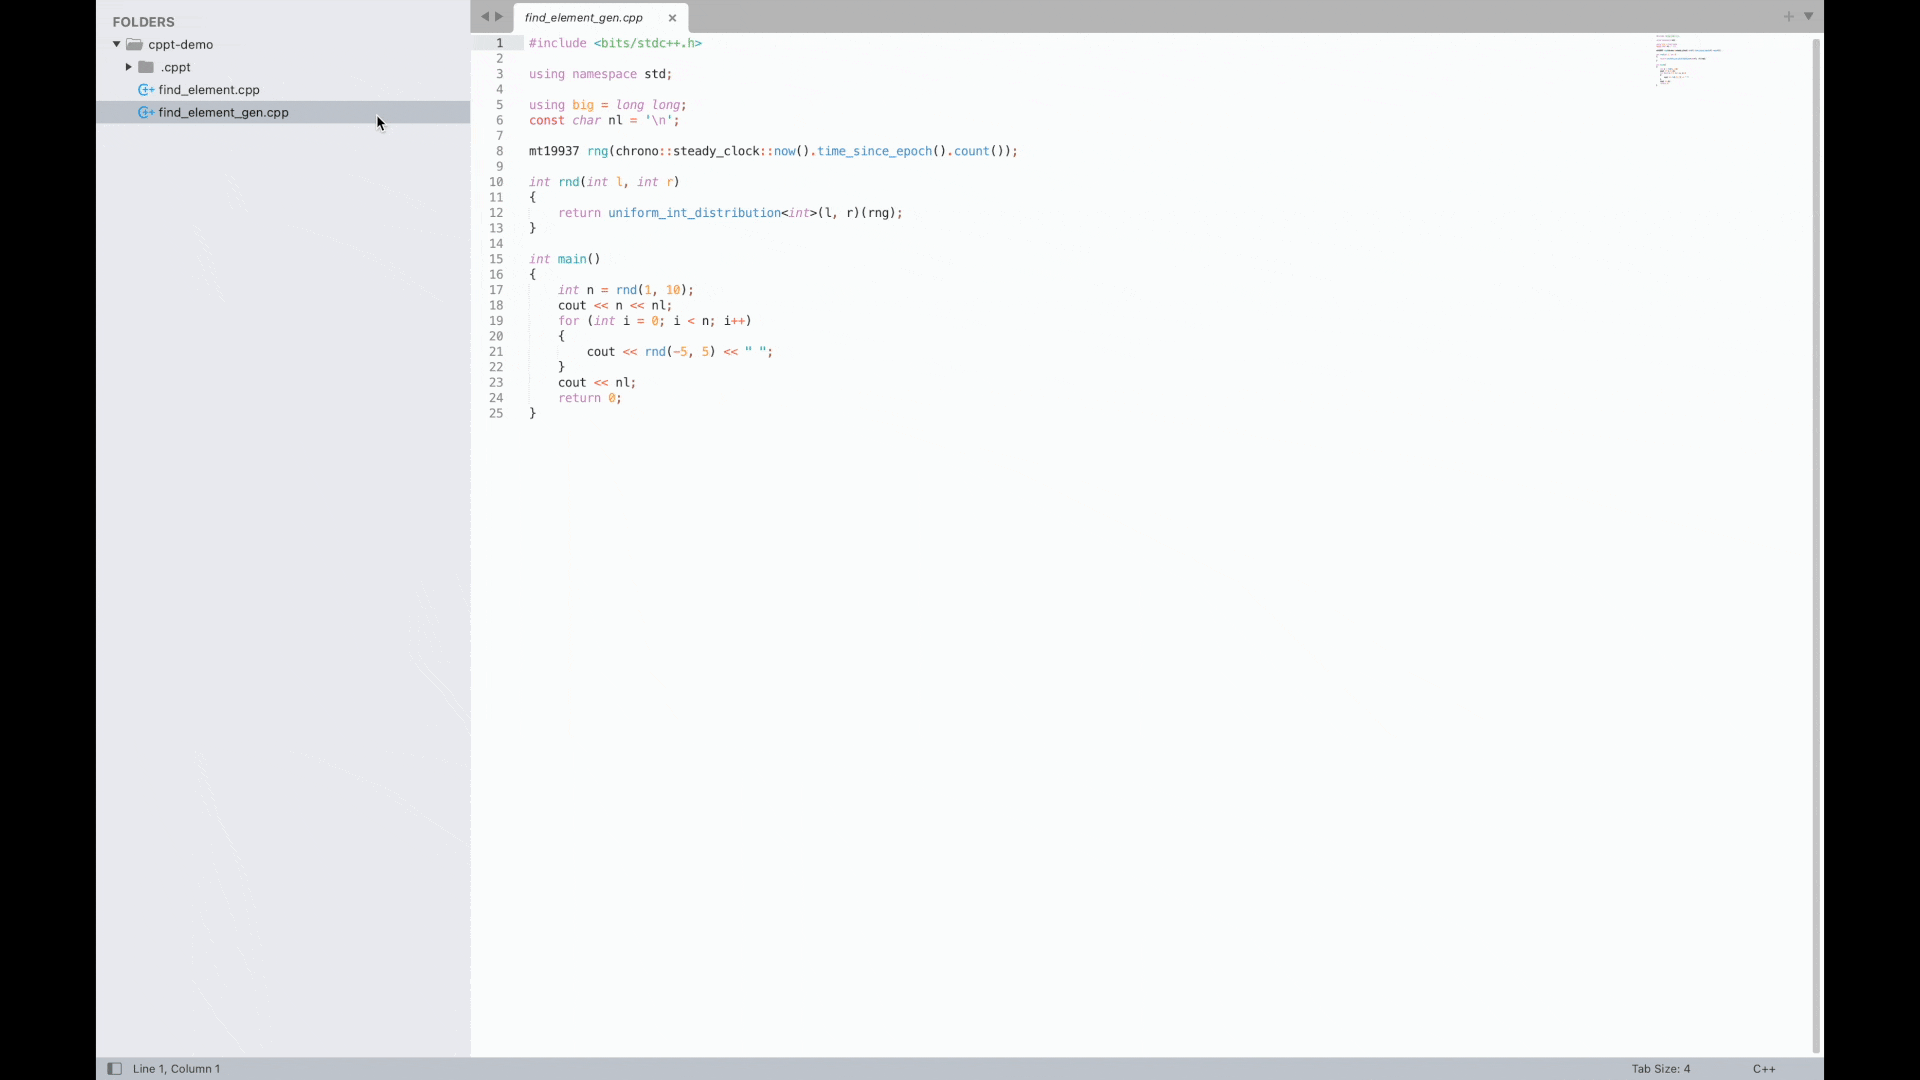 FOLDERS
cppt-demo
.cppt
find_element.cpp
find_element_gen.cpp
find_element_gen.cpp
1 #include <bits/stdc++.h>
2
3 using namespace std;
4
5 using big = long long;
6 const char nl = '\n';
7
8 mt19937 rng(chrono::steady_clock::now().time_since_epoch().count());
9
10 int rnd(int l, int r)
11 {
12     return uniform_int_distribution<int>(l, r)(rng);
13 }
14
15 int main()
16 {
17     int n = rnd(1, 10);
18     cout << n << nl;
19     for (int i = 0; i < n; i++)
20     {
21         cout << rnd(-5, 5) << " ";
22     }
23     cout << nl;
24     return 0;
25 }
Line 1, Column 1
Tab Size: 4
C++